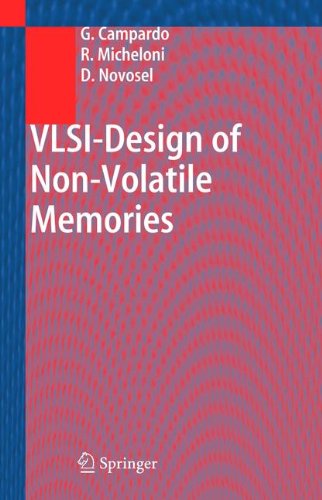 G. Campardo
R. Micheloni
D. Novosel
VLSI-Design of
Non-Volatile
Memories
Springer